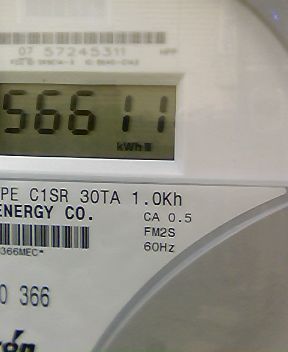 07 57245311
56611
kWh
PE C1SR 30TA 1.0Kh
ENERGY CO.
CA 0.5
FM2S
60Hz
366MEC*
0 366